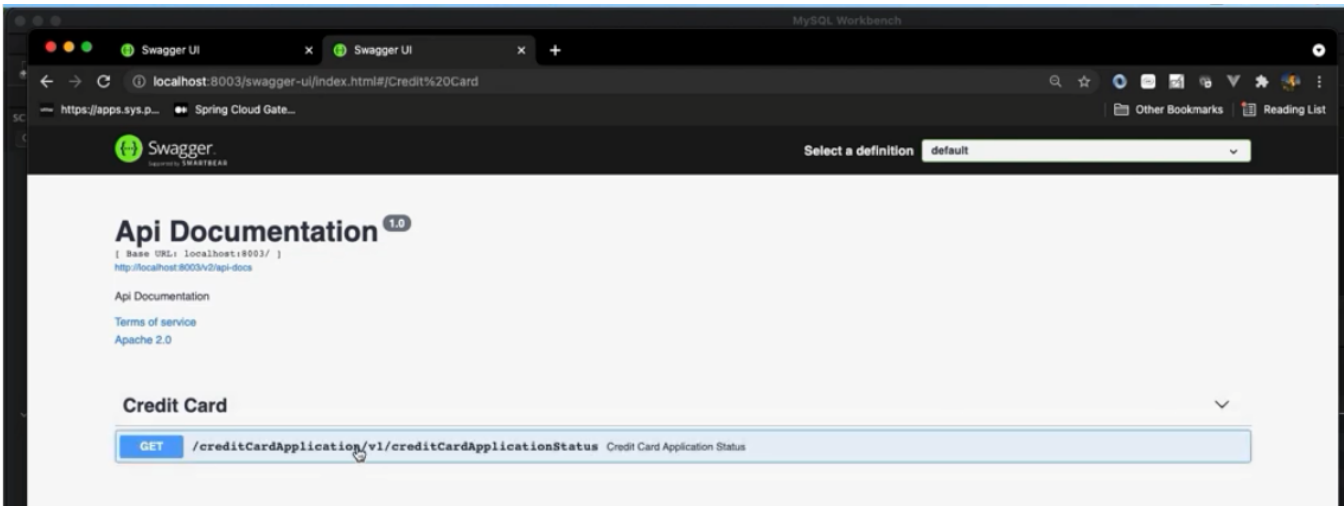 MySQL Workbench
Swagger UI
Swagger UI
localhost:8003/swagger-ui/index.html#/Credit%20Card
https://apps.sys.p... Spring Cloud Gate... Other Bookmarks Reading List
Swagger. Select a definition default
Supported by SMARTBEAR
Api Documentation 1.0
[ Base URL: localhost:8003/ ]
http://localhost:8003/v2/api-docs
Api Documentation
Terms of service
Apache 2.0
Credit Card
GET /creditCardApplication/v1/creditCardApplicationStatus Credit Card Application Status